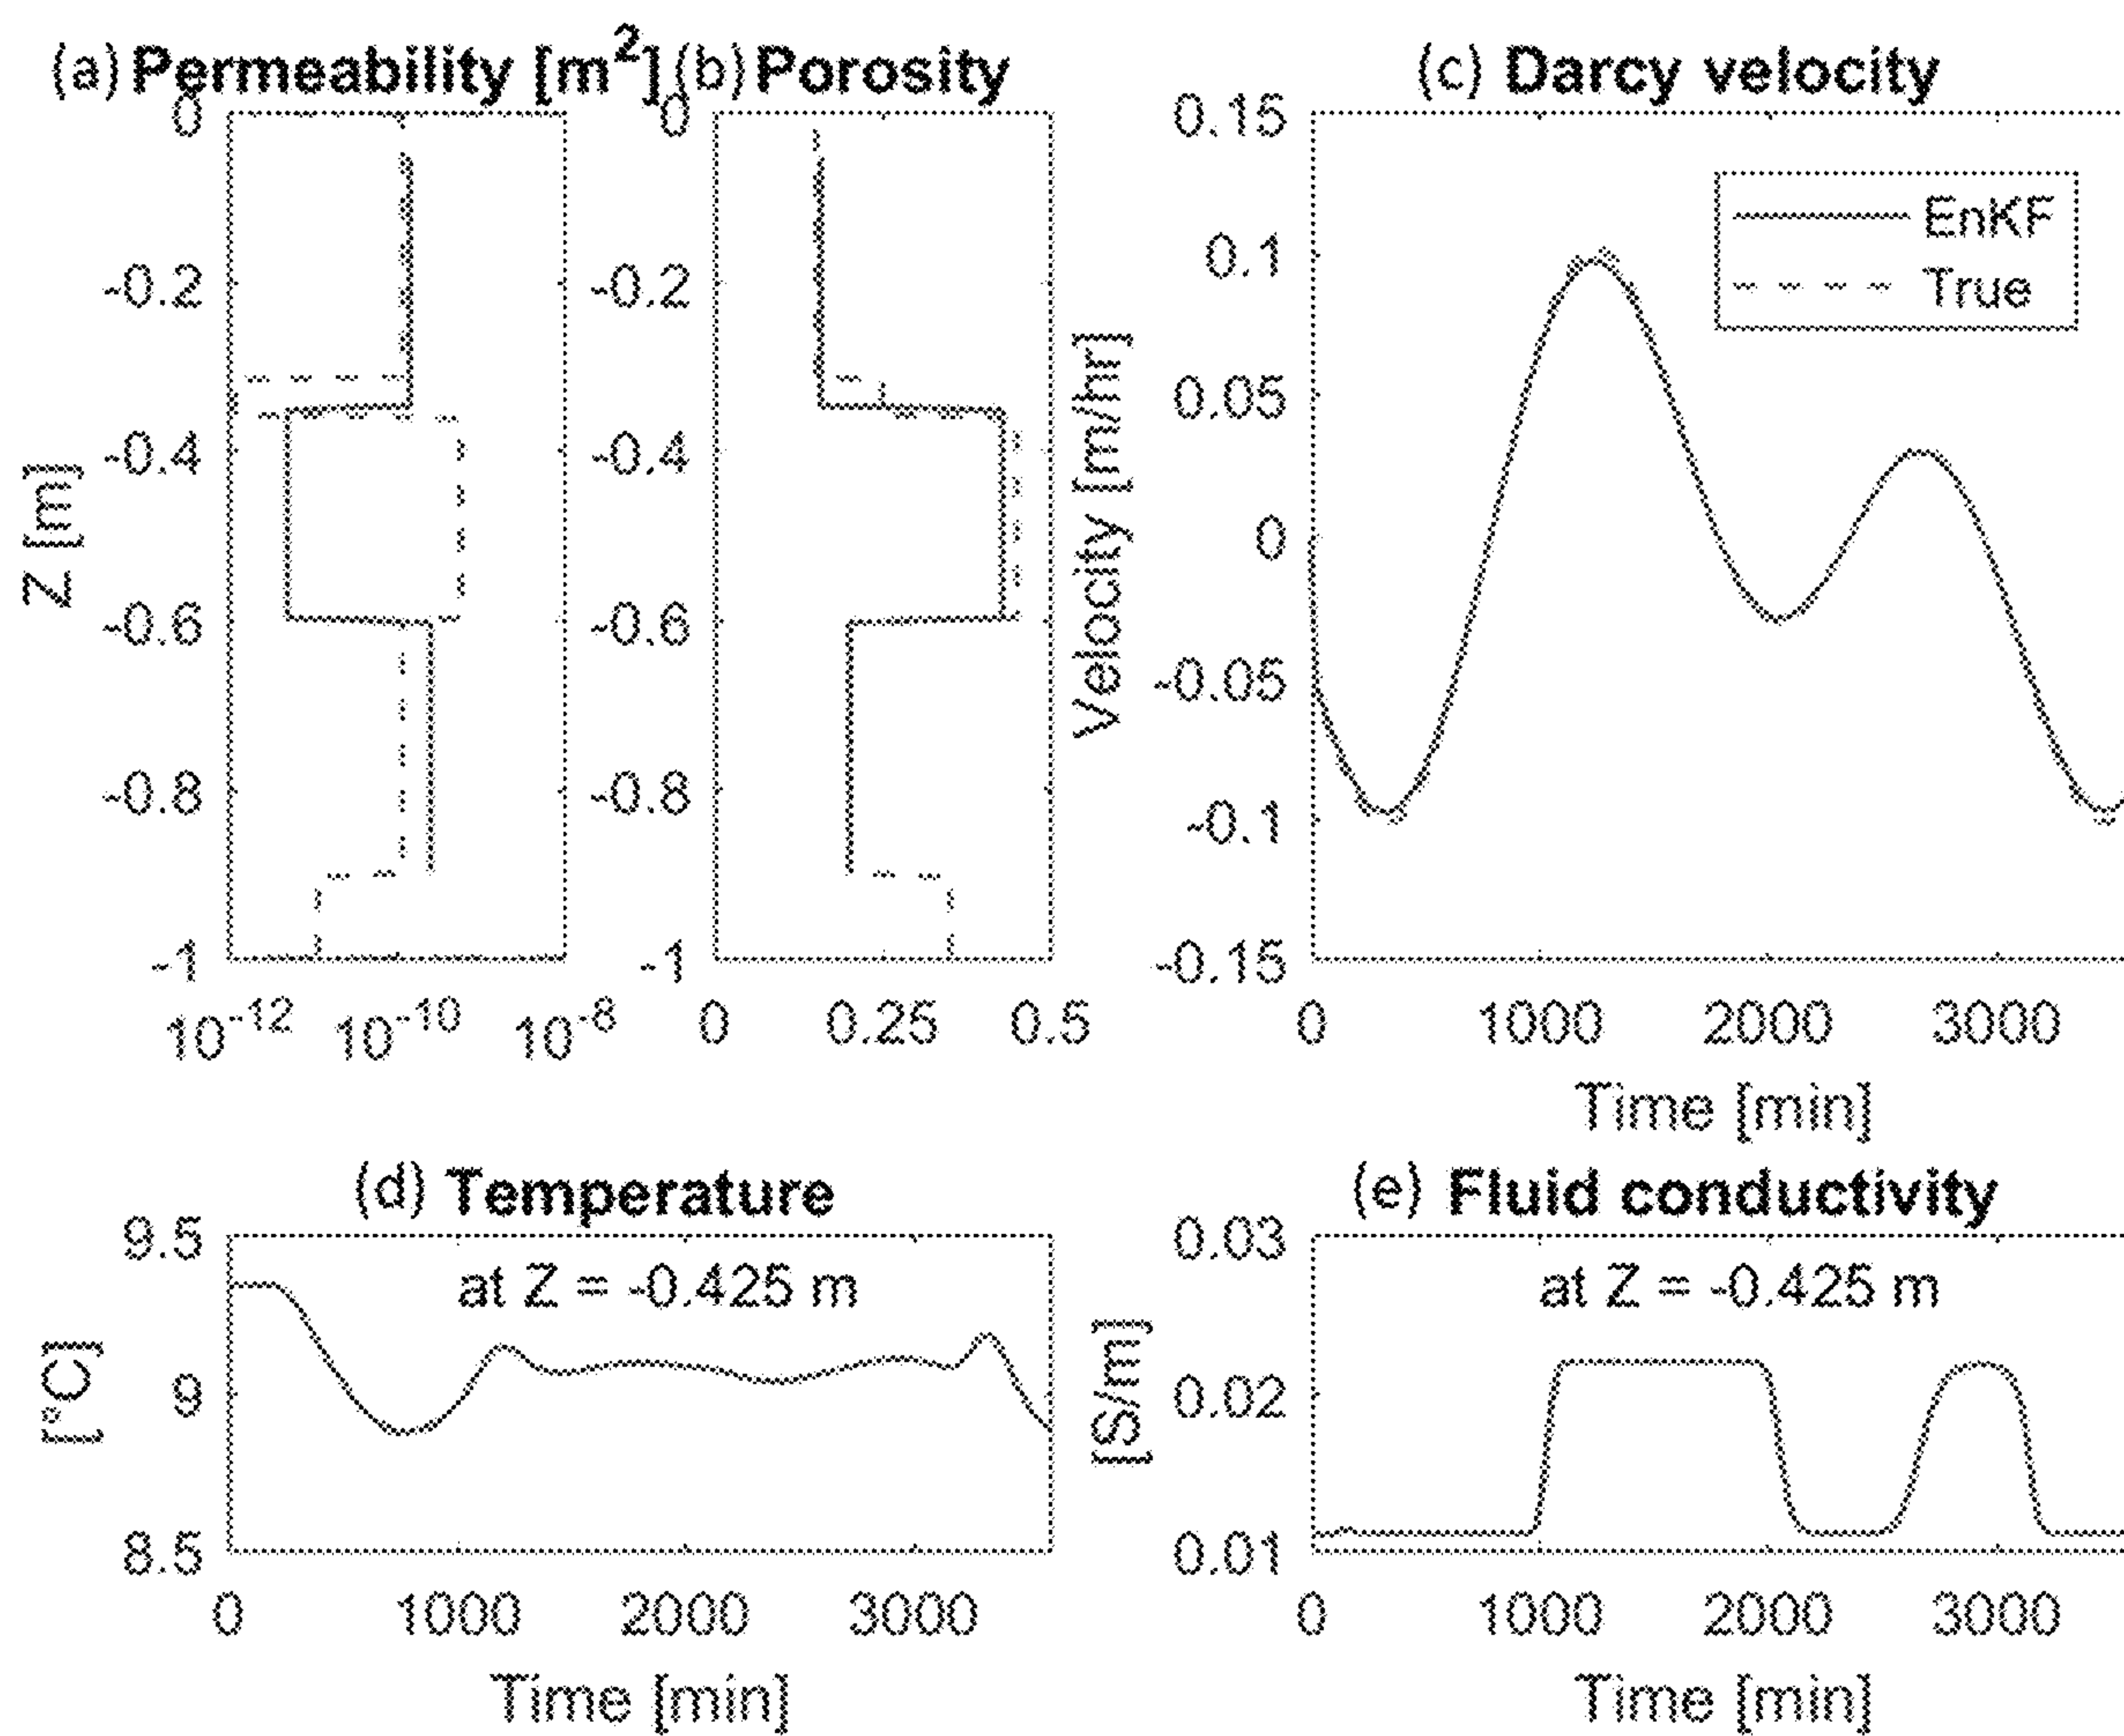 (a) Permeability [m²] (b) Porosity (c) Darcy velocity
0
-0.2
-0.4
-0.6
-0.8
-1
Z [m]
10⁻¹² 10⁻¹⁰ 10⁻⁸
0
-0.2
-0.4
-0.6
-0.8
-1
0 0.25 0.5
0.15
0.1
0.05
0
-0.05
-0.1
-0.15
Velocity [m/hr]
EnKF
True
0 1000 2000 3000
Time [min]
(d) Temperature
9.5
9
8.5
[°C]
at Z = -0.425 m
0 1000 2000 3000
Time [min]
(e) Fluid conductivity
0.03
0.02
0.01
[S/m]
at Z = -0.425 m
0 1000 2000 3000
Time [min]